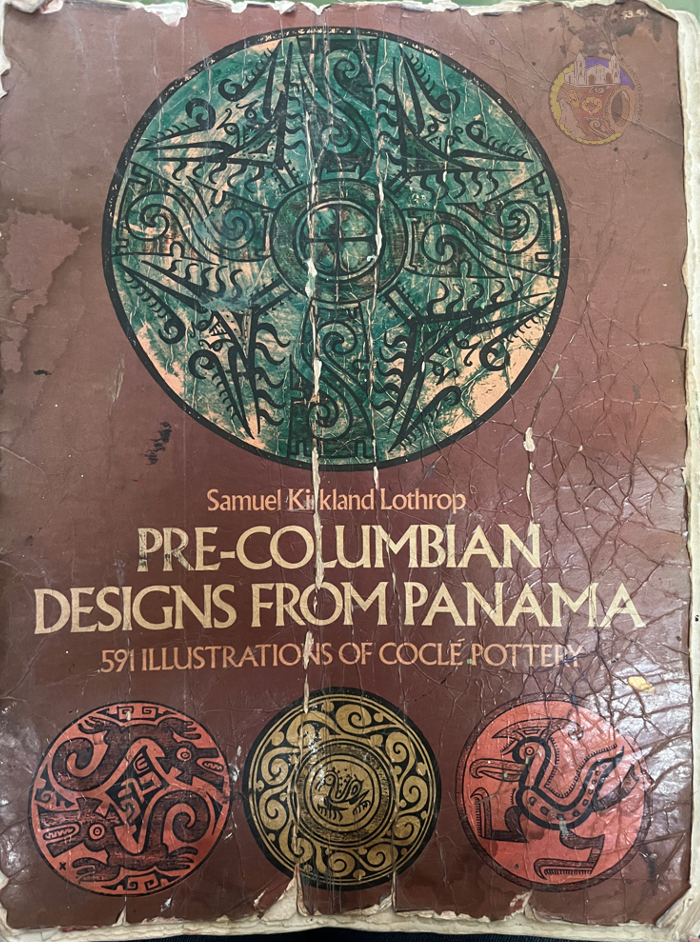 Samuel Kirkland Lothrop
PRE-COLUMBIAN
DESIGNS FROM PANAMA
591 ILLUSTRATIONS OF COCLÉ POTTERY